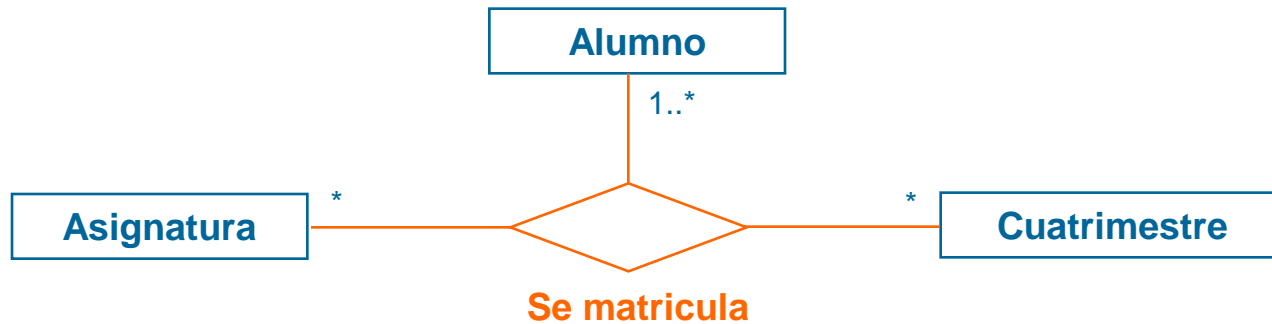 Alumno
1..*
*
*
Asignatura
Cuatrimestre
Se matricula